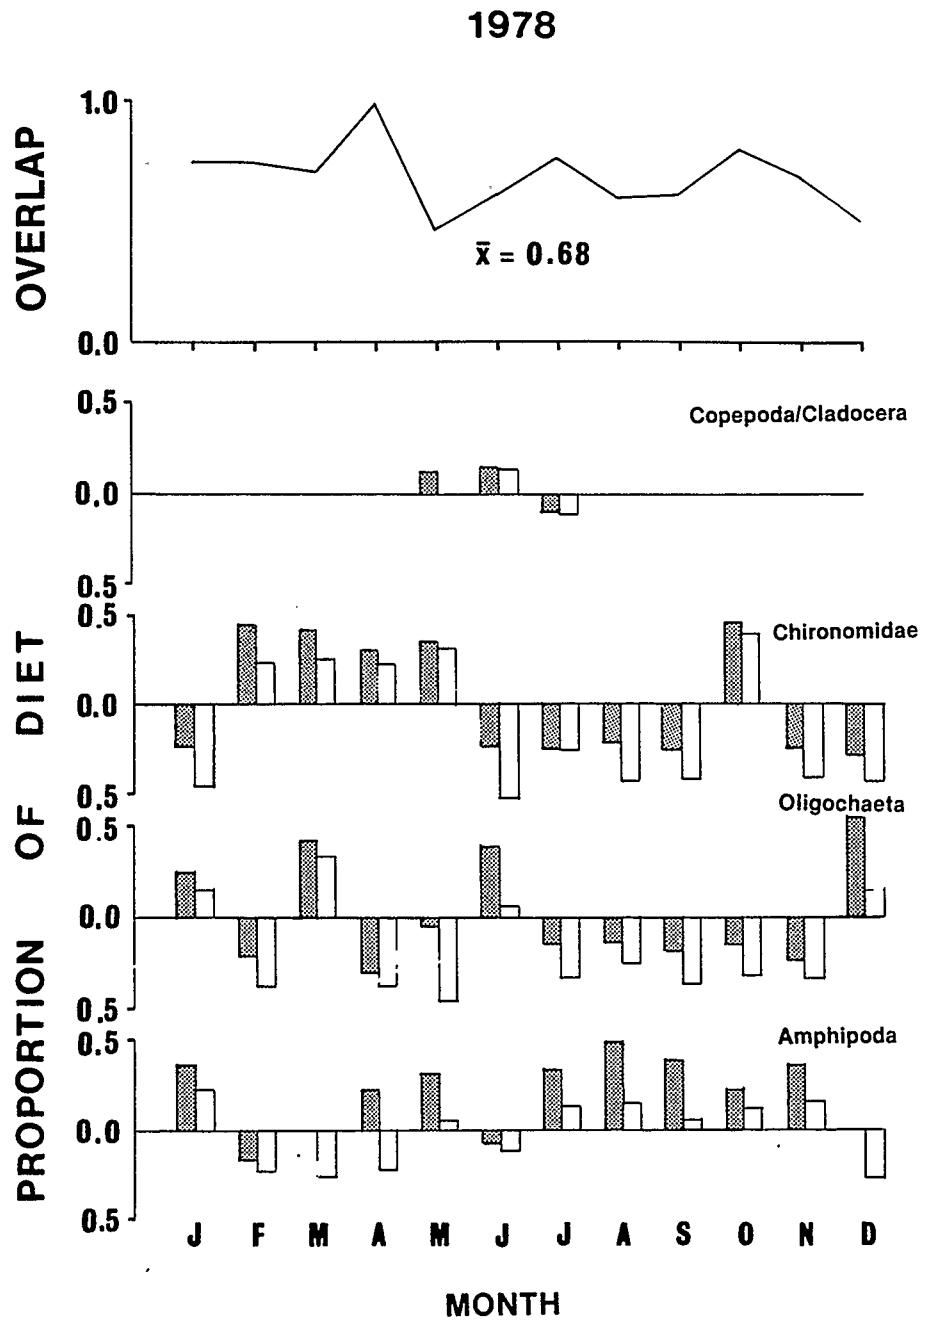 1978
OVERLAP
1.0
x̄ = 0.68
0.0
PROPORTION OF DIET
0.5
Copepoda/Cladocera
0.0
0.5
0.5
Chironomidae
0.0
0.5
Oligochaeta
0.5
0.0
0.5
0.5
Amphipoda
0.0
0.5
J F M A M J J A S O N D
MONTH